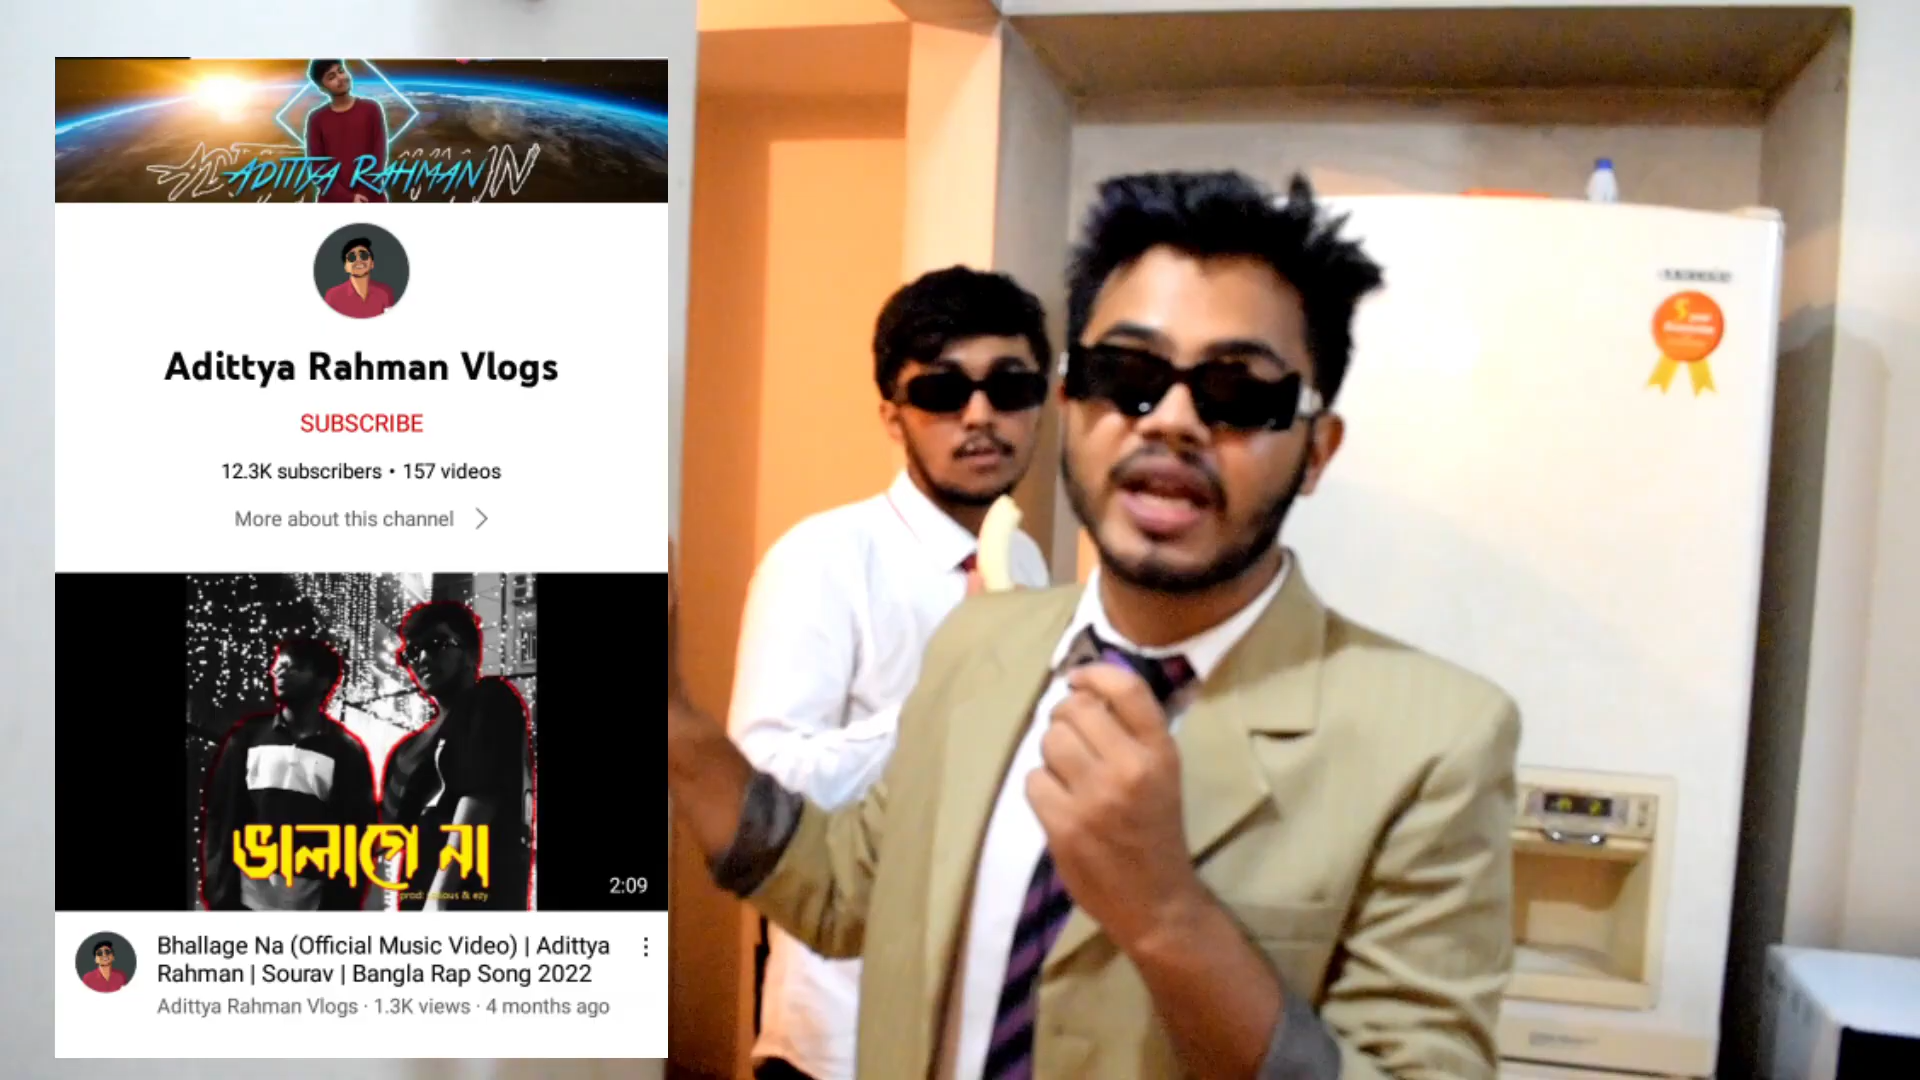 ADITTYA RAHMAN
Adittya Rahman Vlogs
SUBSCRIBE
12.3K subscribers • 157 videos
More about this channel
ভাল্লাগে না
2:09
Bhallage Na (Official Music Video) | Adittya
Rahman | Sourav | Bangla Rap Song 2022
Adittya Rahman Vlogs · 1.3K views · 4 months ago
5